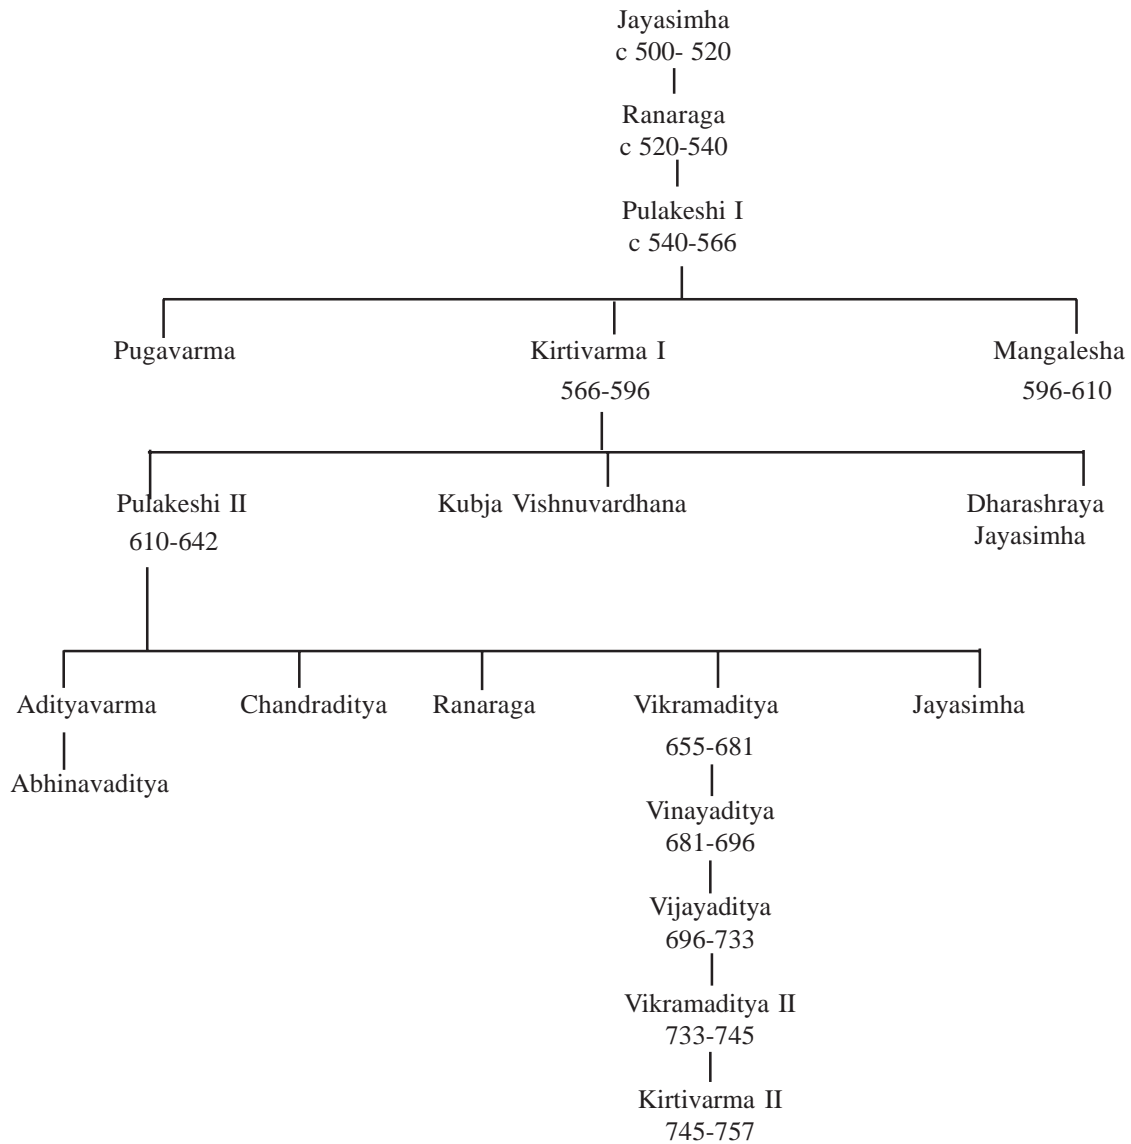 Jayasimha
c 500- 520
Ranaraga
c 520-540
Pulakeshi I
c 540-566
Pugavarma Kirtivarma I Mangalesha
566-596 596-610
Pulakeshi II Kubja Vishnuvardhana Dharashraya
610-642 Jayasimha
Adityavarma Chandraditya Ranaraga Vikramaditya Jayasimha
655-681
Abhinavaditya
Vinayaditya
681-696
Vijayaditya
696-733
Vikramaditya II
733-745
Kirtivarma II
745-757